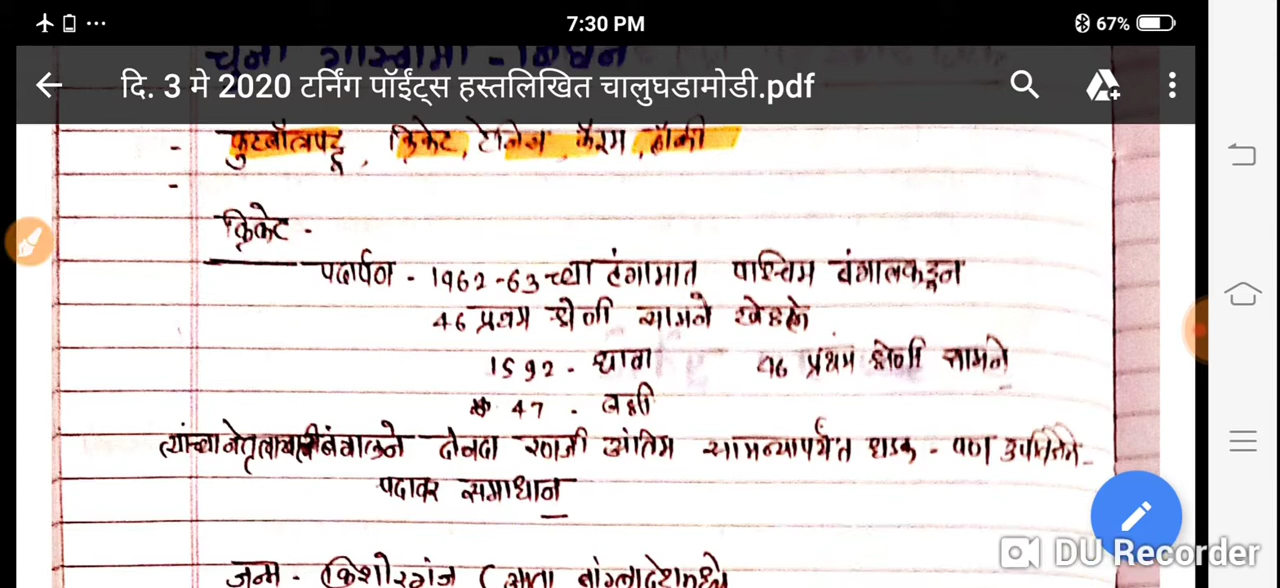 7:30 PM
67%
चुनी गोस्वामी - निधन
दि. 3 मे 2020 टर्निंग पॉईंट्स हस्तलिखित चालुघडामोडी.pdf
- फुटबॉलपटू, क्रिकेट, टेनिस, कॅरम, हॉकी
-
क्रिकेट -
पदार्पण - 1962-63 च्या हंगामात पश्चिम बंगालकडून
46 प्रथम श्रेणी सामने खेळले
1592 - धावा 46 प्रथम श्रेणी सामने
47 - बळी
त्यांच्या नेतृत्वाखाली बंगालने दोनदा रणजी अंतिम सामन्यापर्यंत धडक - पण उपविजेते -
पदावर समाधान
जन्म - किशोरगंज (आता बांग्लादेशमध्ये
DU Recorder